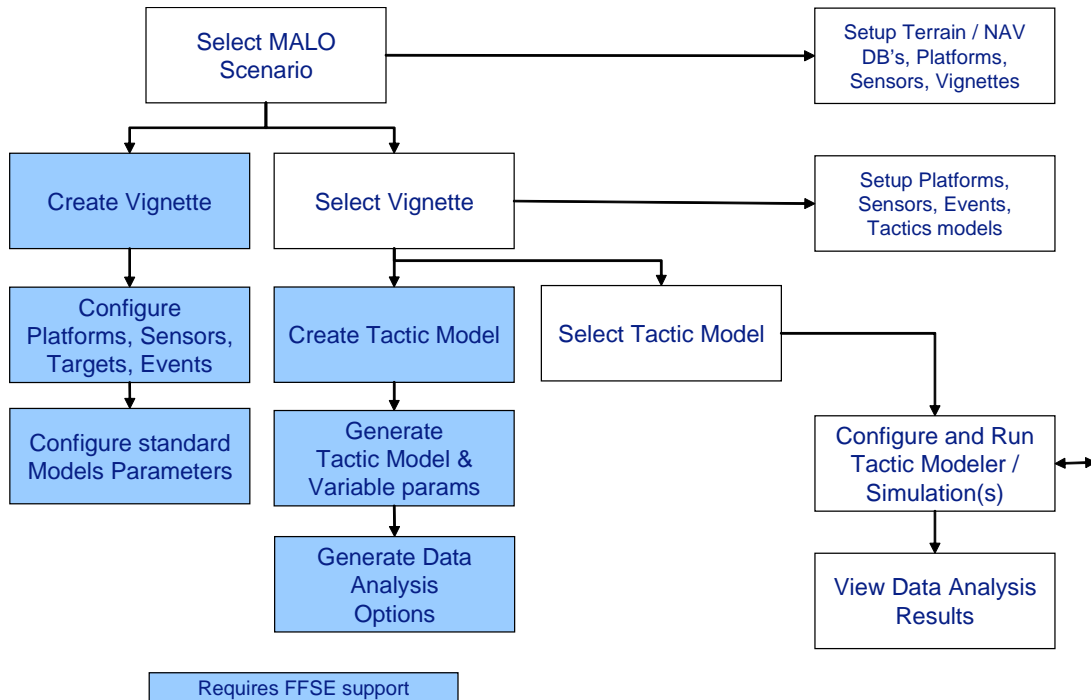 Select MALO
Scenario
Setup Terrain / NAV
DB's, Platforms,
Sensors, Vignettes
Create Vignette
Select Vignette
Setup Platforms,
Sensors, Events,
Tactics models
Configure
Platforms, Sensors,
Targets, Events
Create Tactic Model
Select Tactic Model
Configure standard
Models Parameters
Generate
Tactic Model &
Variable params
Configure and Run
Tactic Modeler /
Simulation(s)
Generate Data
Analysis
Options
View Data Analysis
Results
Requires FFSE support